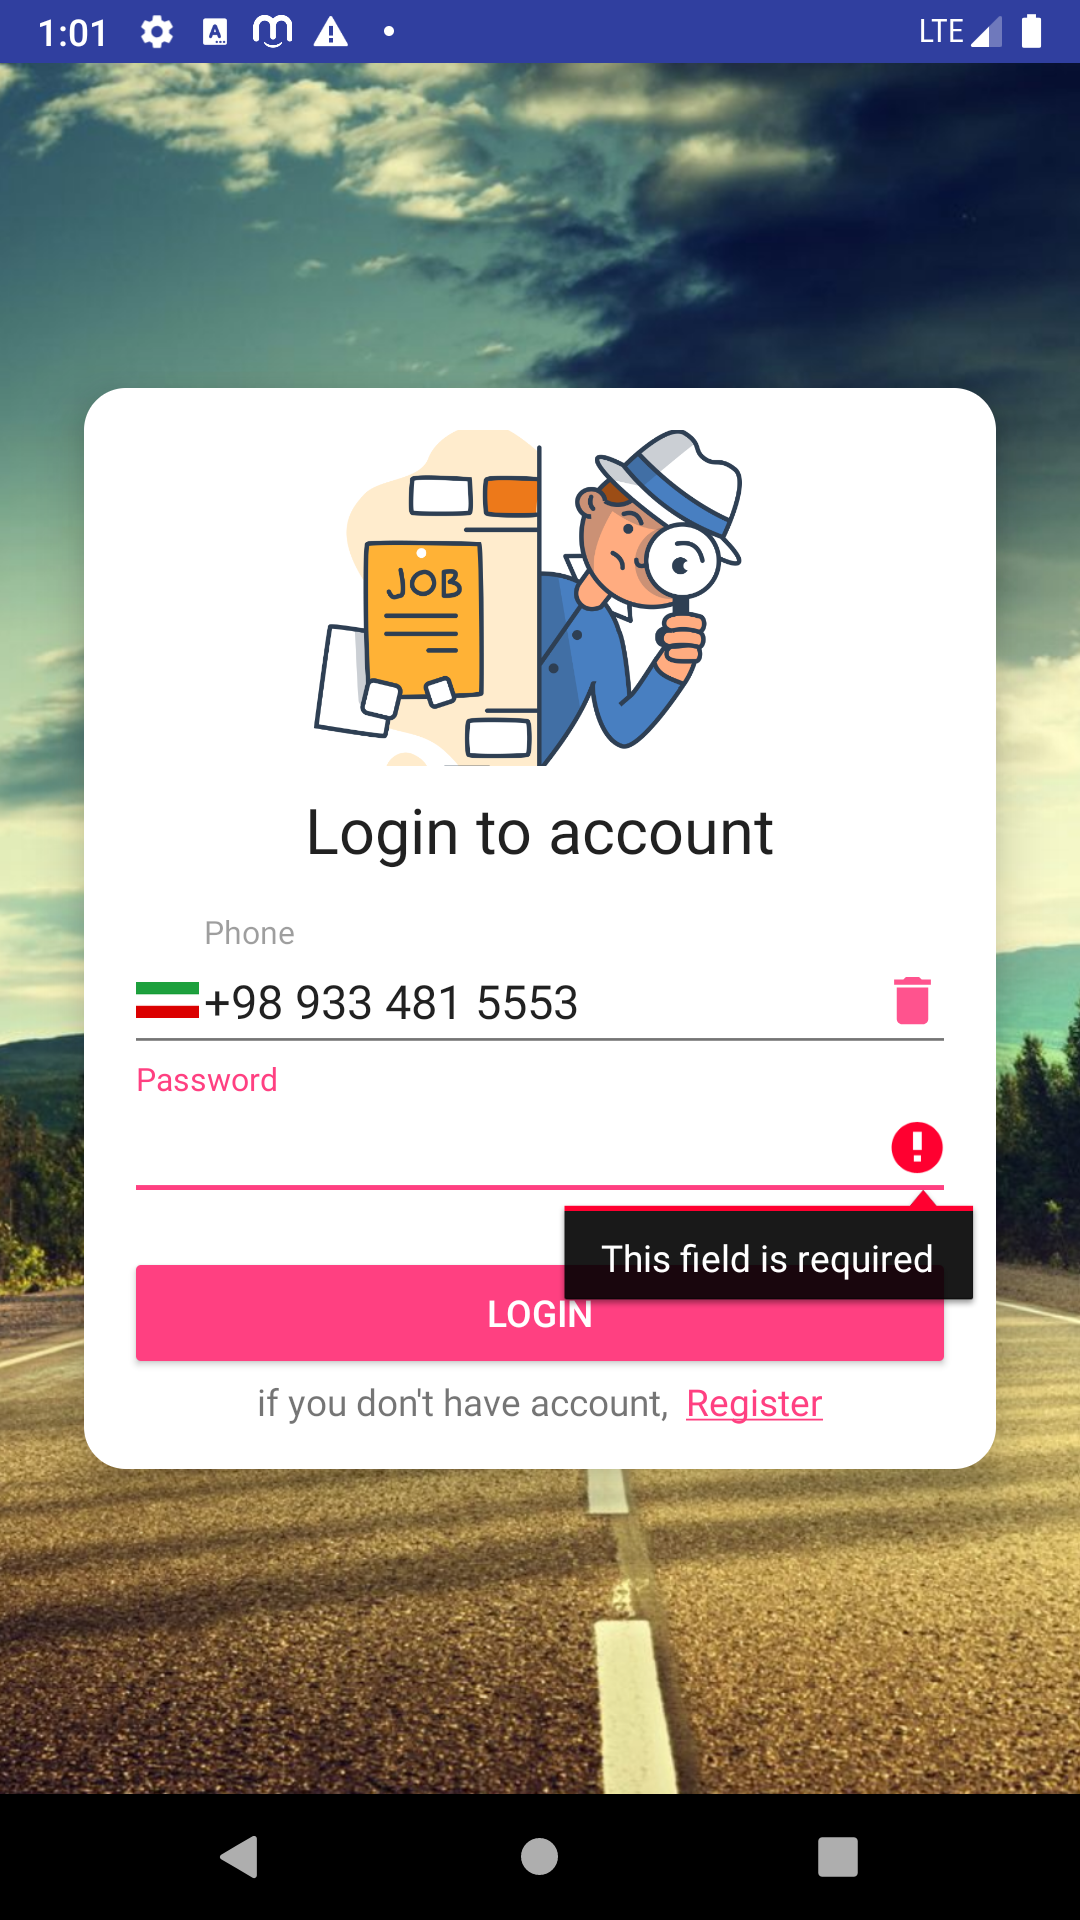 1:01
LTE
JOB
Login to account
Phone
+98 933 481 5553
Password
This field is required
LOGIN
if you don't have account, Register